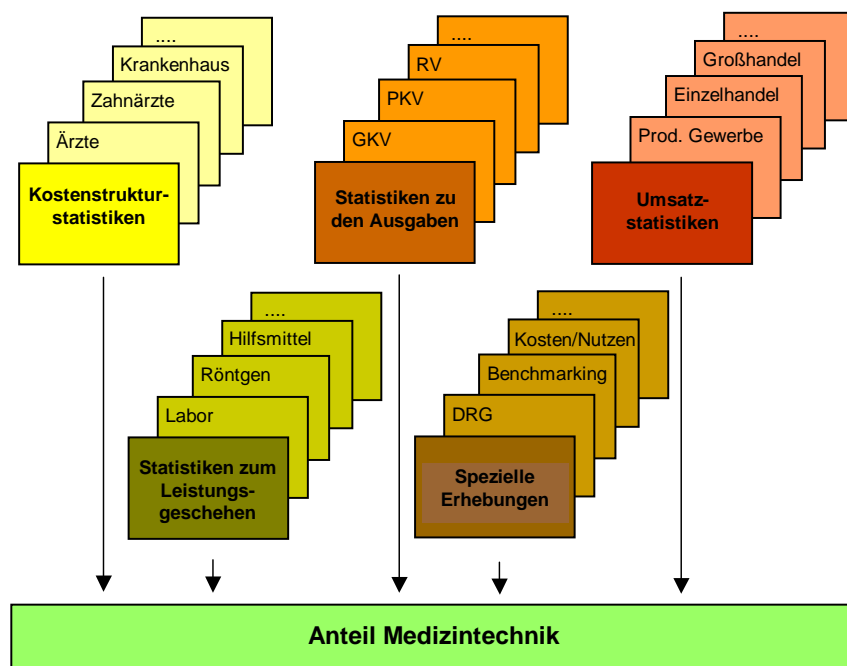 ....
Krankenhaus
Zahnärzte
Ärzte
Kostenstruktur-
statistiken
....
RV
PKV
GKV
Statistiken zu
den Ausgaben
....
Großhandel
Einzelhandel
Prod. Gewerbe
Umsatz-
statistiken
....
Hilfsmittel
Röntgen
Labor
Statistiken zum
Leistungs-
geschehen
....
Kosten/Nutzen
Benchmarking
DRG
Spezielle
Erhebungen
Anteil Medizintechnik